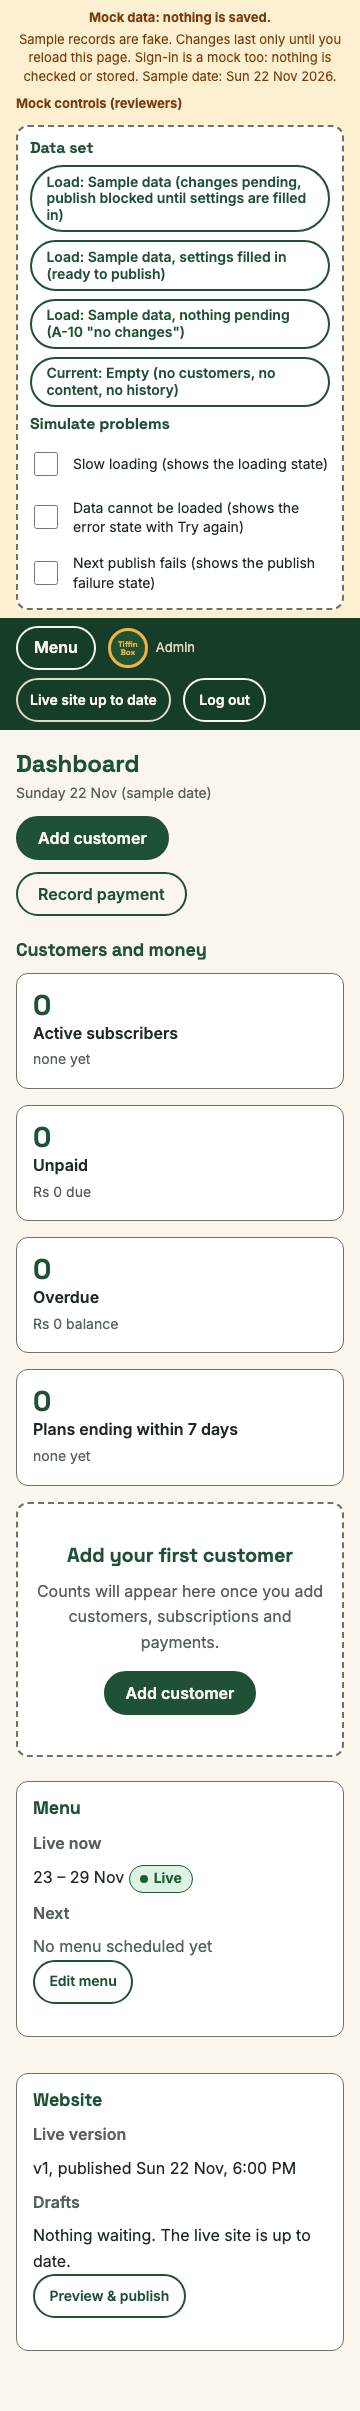 Mock data: nothing is saved.
Sample records are fake. Changes last only until you
reload this page. Sign-in is a mock too: nothing is
checked or stored. Sample date: Sun 22 Nov 2026.
Mock controls (reviewers)
Data set
Load: Sample data (changes pending,
publish blocked until settings are filled
in)
Load: Sample data, settings filled in
(ready to publish)
Load: Sample data, nothing pending
(A-10 "no changes")
Current: Empty (no customers, no
content, no history)
Simulate problems
Slow loading (shows the loading state)
Data cannot be loaded (shows the
error state with Try again)
Next publish fails (shows the publish
failure state)
Menu
Tiffin
Box
Admin
Live site up to date
Log out
Dashboard
Sunday 22 Nov (sample date)
Add customer
Record payment
Customers and money
0
Active subscribers
none yet
0
Unpaid
Rs 0 due
0
Overdue
Rs 0 balance
0
Plans ending within 7 days
none yet
Add your first customer
Counts will appear here once you add
customers, subscriptions and
payments.
Add customer
Menu
Live now
23 – 29 Nov Live
Next
No menu scheduled yet
Edit menu
Website
Live version
v1, published Sun 22 Nov, 6:00 PM
Drafts
Nothing waiting. The live site is up to
date.
Preview & publish